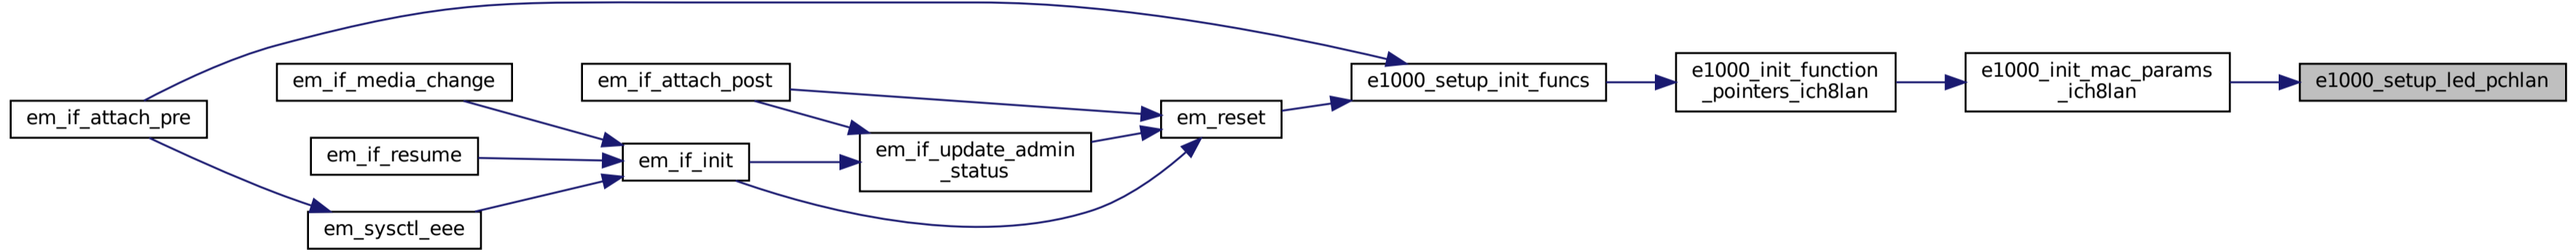 em_if_attach_pre
em_if_media_change
em_if_resume
em_sysctl_eee
em_if_attach_post
em_if_init
em_if_update_admin
_status
em_reset
e1000_setup_init_funcs
e1000_init_function
_pointers_ich8lan
e1000_init_mac_params
_ich8lan
e1000_setup_led_pchlan